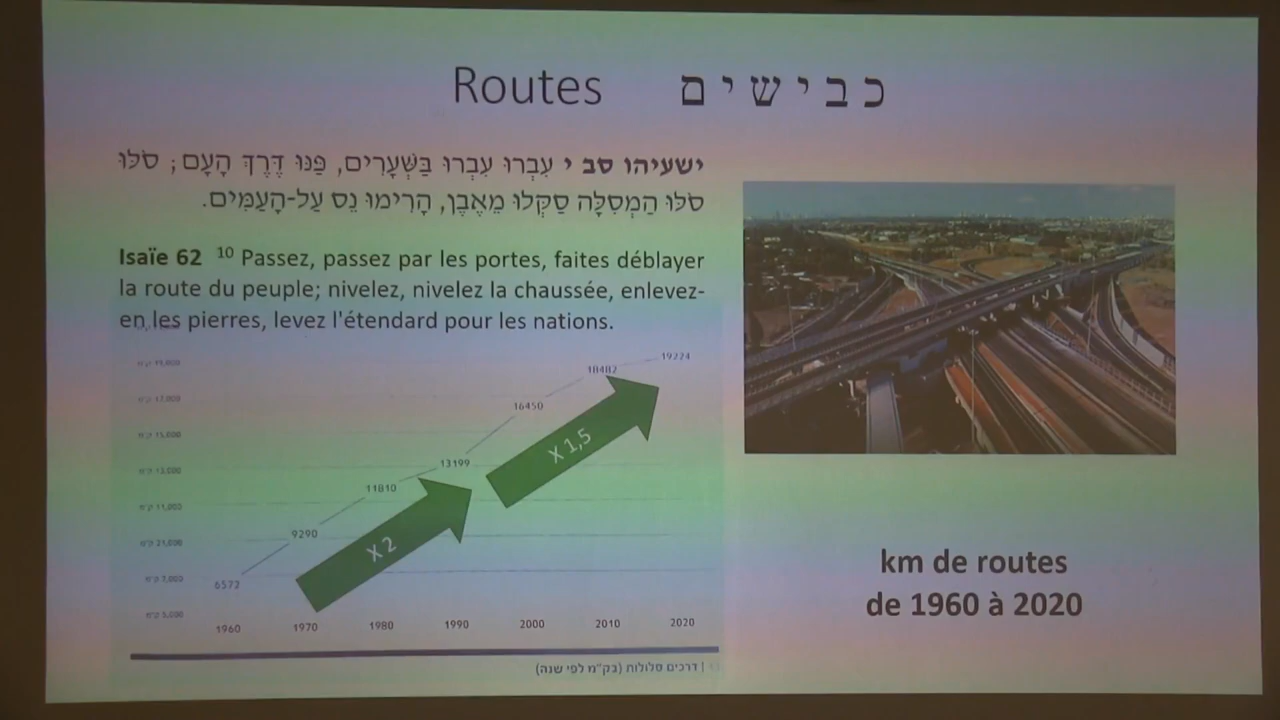 Routes כבישים
ישעיהו סב י עִבְרוּ עִבְרוּ בַּשְּׁעָרִים, פַּנּוּ דֶּרֶךְ הָעָם; סֹלּוּ
סֹלּוּ הַמְסִלָּה סַקְּלוּ מֵאֶבֶן, הָרִימוּ נֵס עַל-הָעַמִּים.
Isaïe 62 10 Passez, passez par les portes, faites déblayer
la route du peuple; nivelez, nivelez la chaussée, enlevez-
en les pierres, levez l'étendard pour les nations.
19224
18482
16450
13199
11810
9290
6572
X 1,5
X 2
1960 1970 1980 1990 2000 2010 2020
דרכים סלולות (בק"מ לפי שנה)
km de routes
de 1960 à 2020